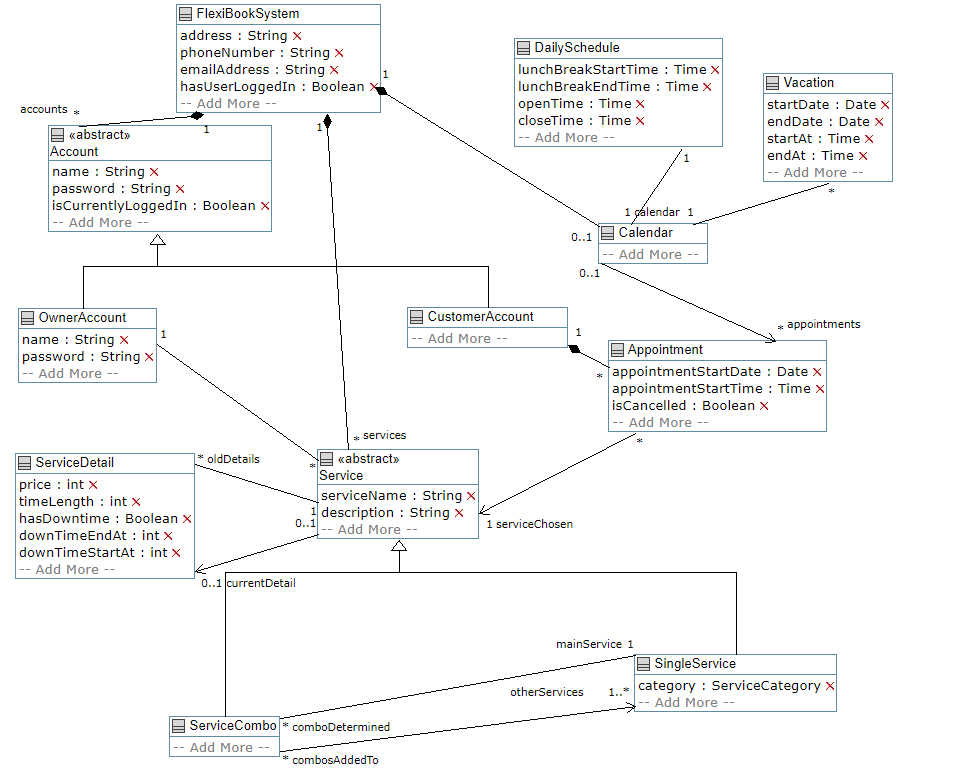 FlexiBookSystem
address : String ×
phoneNumber : String ×
emailAddress : String ×
hasUserLoggedIn : Boolean ×
-- Add More --
1
1
1
accounts *
«abstract»
Account
name : String ×
password : String ×
isCurrentlyLoggedIn : Boolean ×
-- Add More --
DailySchedule
lunchBreakStartTime : Time ×
lunchBreakEndTime : Time ×
openTime : Time ×
closeTime : Time ×
-- Add More --
1
Vacation
startDate : Date ×
endDate : Date ×
startAt : Time ×
endAt : Time ×
-- Add More --
*
1 calendar 1
0..1
Calendar
-- Add More --
0..1
* appointments
OwnerAccount
name : String ×
password : String ×
-- Add More --
1
CustomerAccount
-- Add More --
1
*
Appointment
appointmentStartDate : Date ×
appointmentStartTime : Time ×
isCancelled : Boolean ×
-- Add More --
*
* services
*
«abstract»
Service
serviceName : String ×
description : String ×
-- Add More --
1 serviceChosen
* oldDetails
1
0..1
ServiceDetail
price : int ×
timeLength : int ×
hasDowntime : Boolean ×
downTimeEndAt : int ×
downTimeStartAt : int ×
-- Add More --
0..1 currentDetail
mainService 1
SingleService
category : ServiceCategory ×
-- Add More --
otherServices 1..*
ServiceCombo
-- Add More --
* comboDetermined
* combosAddedTo